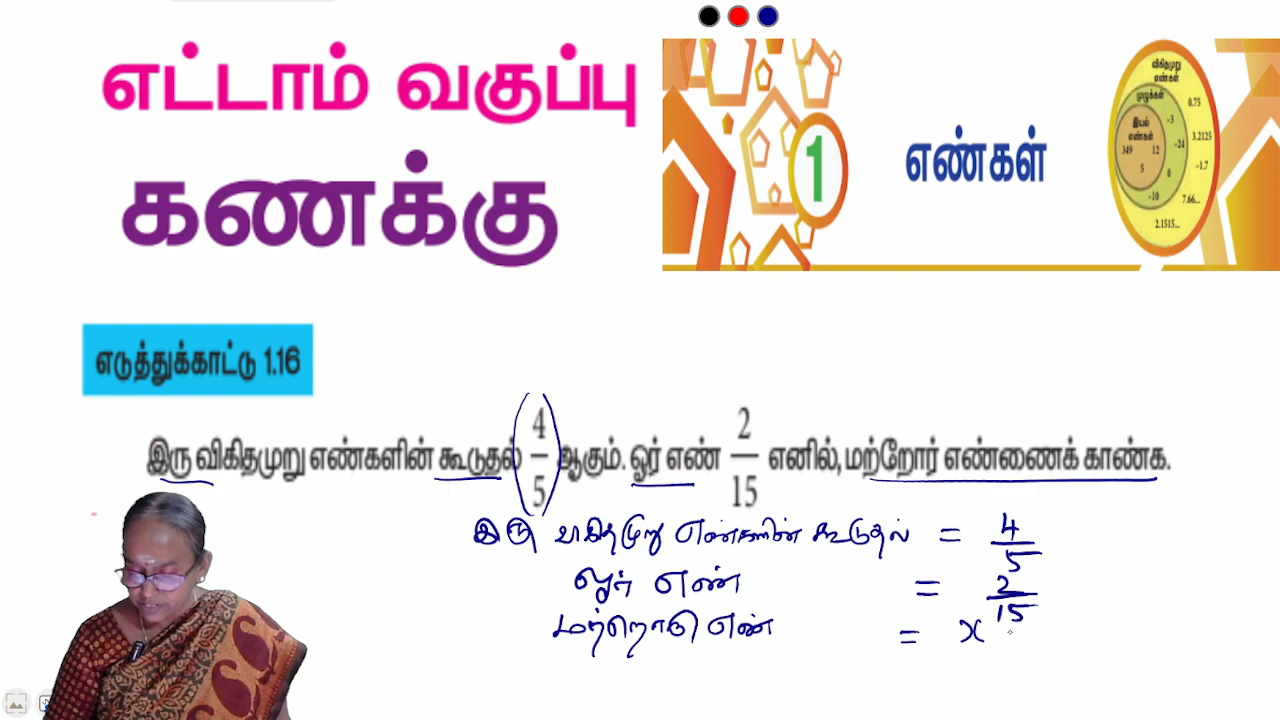 எட்டாம் வகுப்பு
கணக்கு
1
எண்கள்
விகிதமுறு எண்கள்
முழுக்கள்
இயல் எண்கள்
0.75
-3
3.2125
349 12
-24
5
0
-1.7
-10
7.66...
2.1515...
எடுத்துக்காட்டு 1.16
இரு விகிதமுறு எண்களின் கூடுதல் 4/5 ஆகும். ஓர் எண் 2/15 எனில், மற்றோர் எண்ணைக் காண்க.
இரு விகிதமுறு எண்களின் கூடுதல் = 4/5
ஓர் எண் = 2/15
மற்றொரு எண் = x